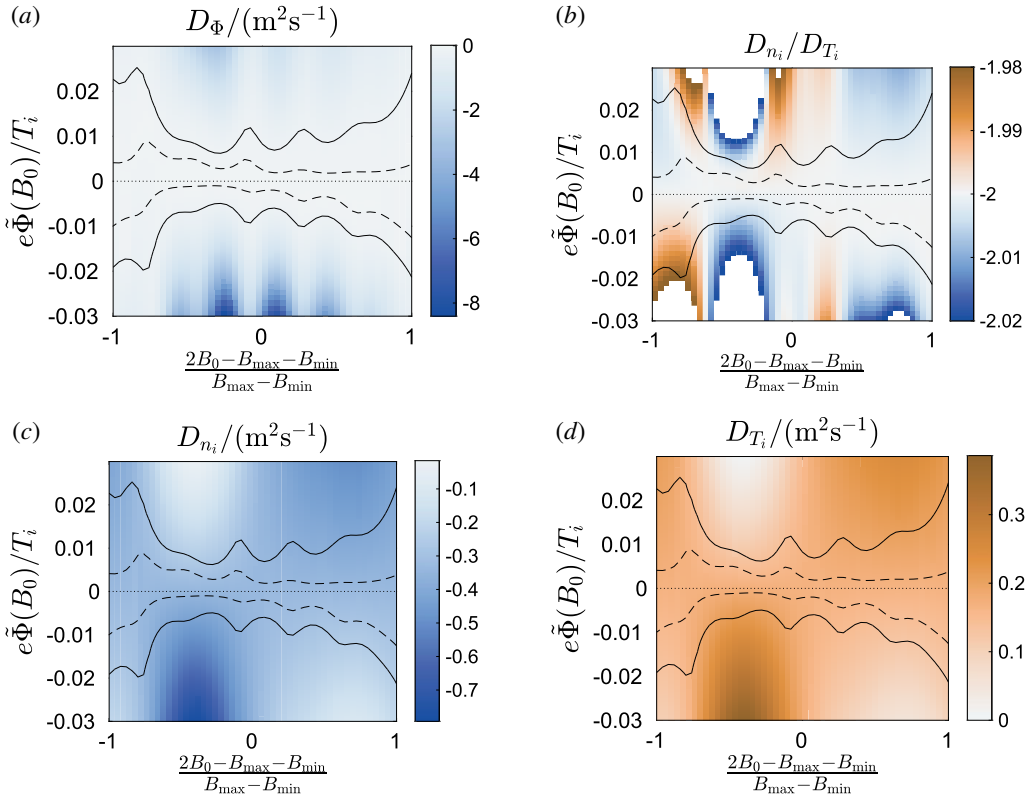 (a)
D_Φ/(m²s⁻¹)
0
-2
-4
-6
-8
0.02
0.01
0
-0.01
-0.02
-0.03
eΦ̃(B₀)/T_i
-1
0
1
2B₀−B_max−B_min
B_max−B_min
(b)
D_{n_i}/D_{T_i}
-1.98
-1.99
-2
-2.01
-2.02
0.02
0.01
0
-0.01
-0.02
-0.03
eΦ̃(B₀)/T_i
-1
0
1
2B₀−B_max−B_min
B_max−B_min
(c)
D_{n_i}/(m²s⁻¹)
-0.1
-0.2
-0.3
-0.4
-0.5
-0.6
-0.7
0.02
0.01
0
-0.01
-0.02
-0.03
eΦ̃(B₀)/T_i
-1
0
1
2B₀−B_max−B_min
B_max−B_min
(d)
D_{T_i}/(m²s⁻¹)
0.3
0.2
0.1
0
0.02
0.01
0
-0.01
-0.02
-0.03
eΦ̃(B₀)/T_i
-1
0
1
2B₀−B_max−B_min
B_max−B_min